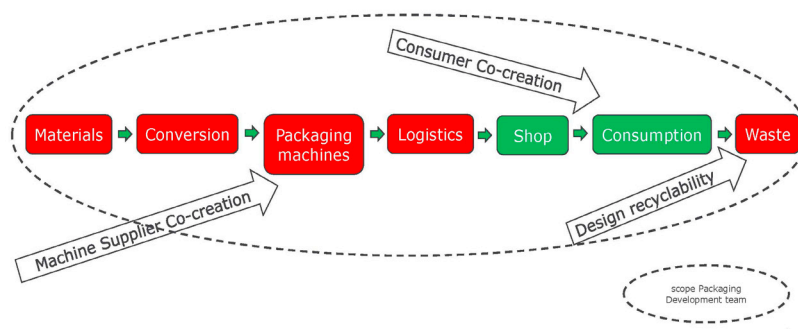 Consumer Co-creation
Materials
Conversion
Packaging
machines
Logistics
Shop
Consumption
Waste
Machine Supplier Co-creation
Design recyclability
scope Packaging
Development team